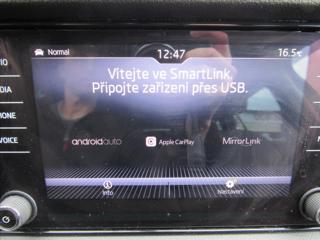 Normal
12:47
16.5°C
Vítejte ve SmartLink.
Připojte zařízení přes USB.
androidauto
Apple CarPlay
MirrorLink
Info
Nastavení
PHONE
VOICE